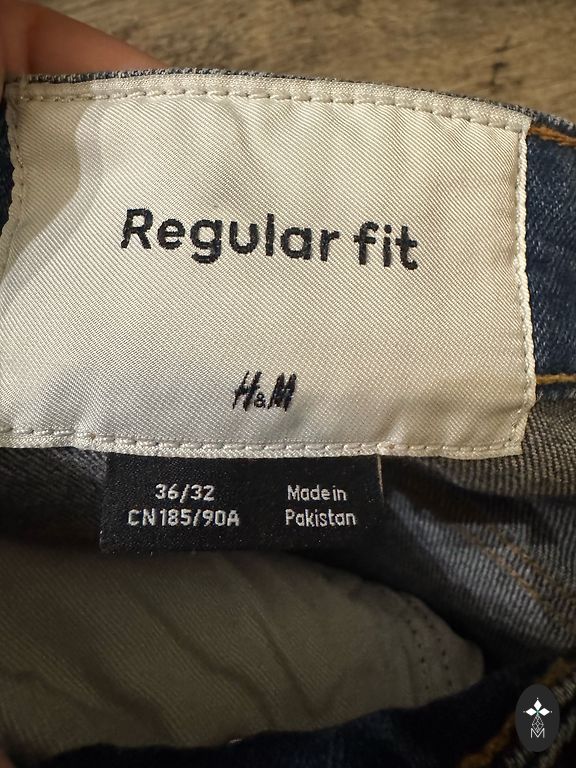 Regular fit
H&M
36/32
CN185/90A
Made in
Pakistan
M